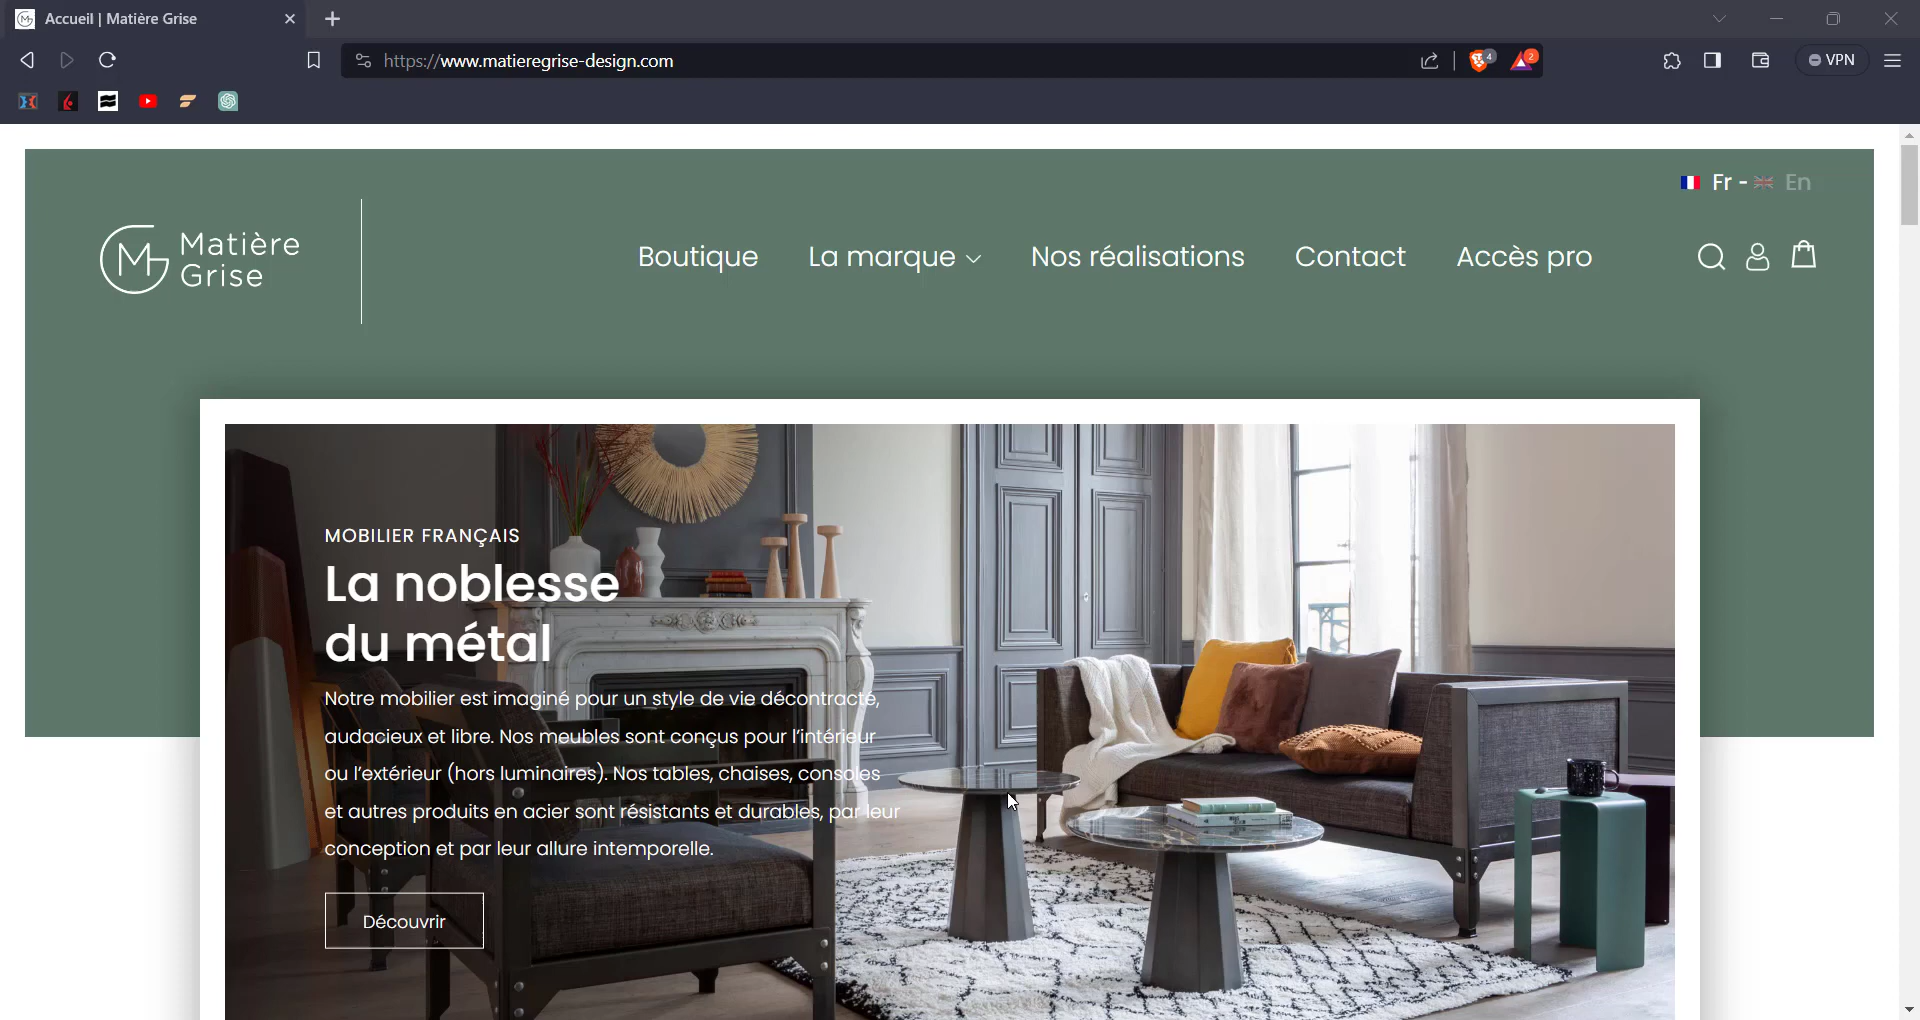 Accueil | Matière Grise
https://www.matieregrise-design.com
4
2
VPN
Fr - En
Matière
Grise
Boutique
La marque
Nos réalisations
Contact
Accès pro
MOBILIER FRANÇAIS
La noblesse
du métal
Notre mobilier est imaginé pour un style de vie décontracté,
audacieux et libre. Nos meubles sont conçus pour l'intérieur
ou l'extérieur (hors luminaires). Nos tables, chaises, consoles
et autres produits en acier sont résistants et durables, par leur
conception et par leur allure intemporelle.
Découvrir